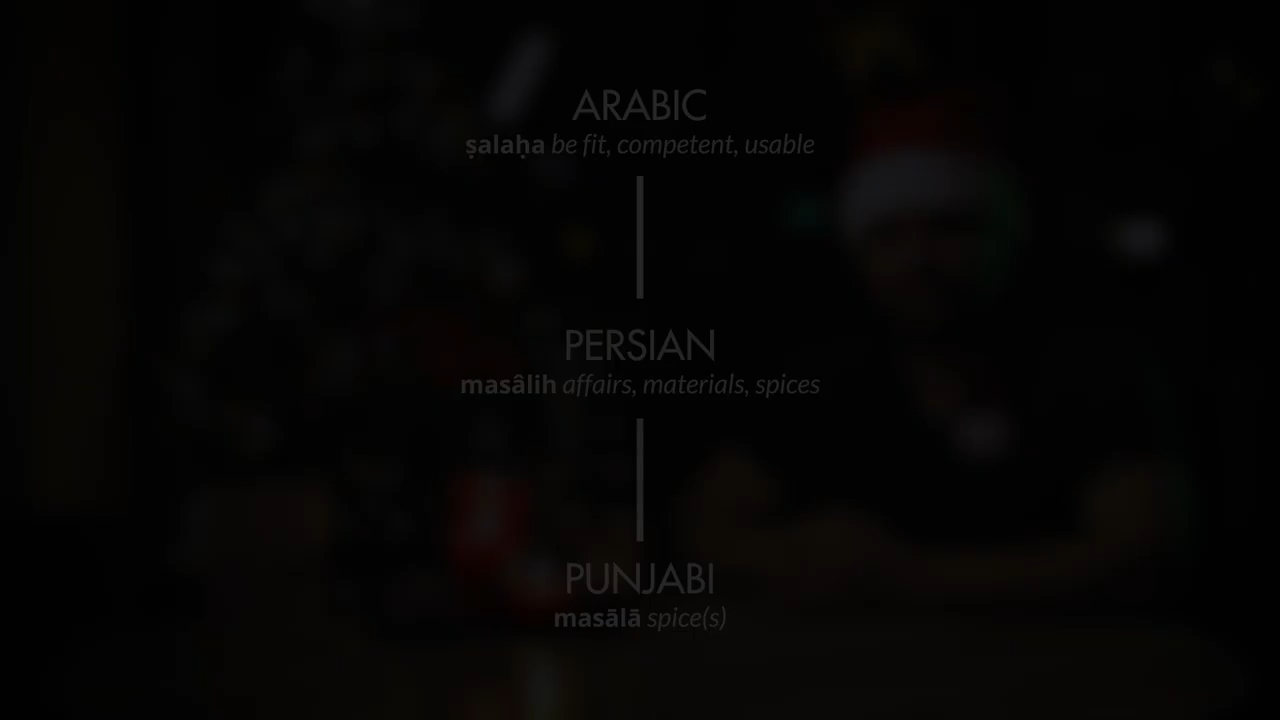 ARABIC
ṣalaḥa be fit, competent, usable
PERSIAN
masâlih affairs, materials, spices
PUNJABI
masālā spice(s)